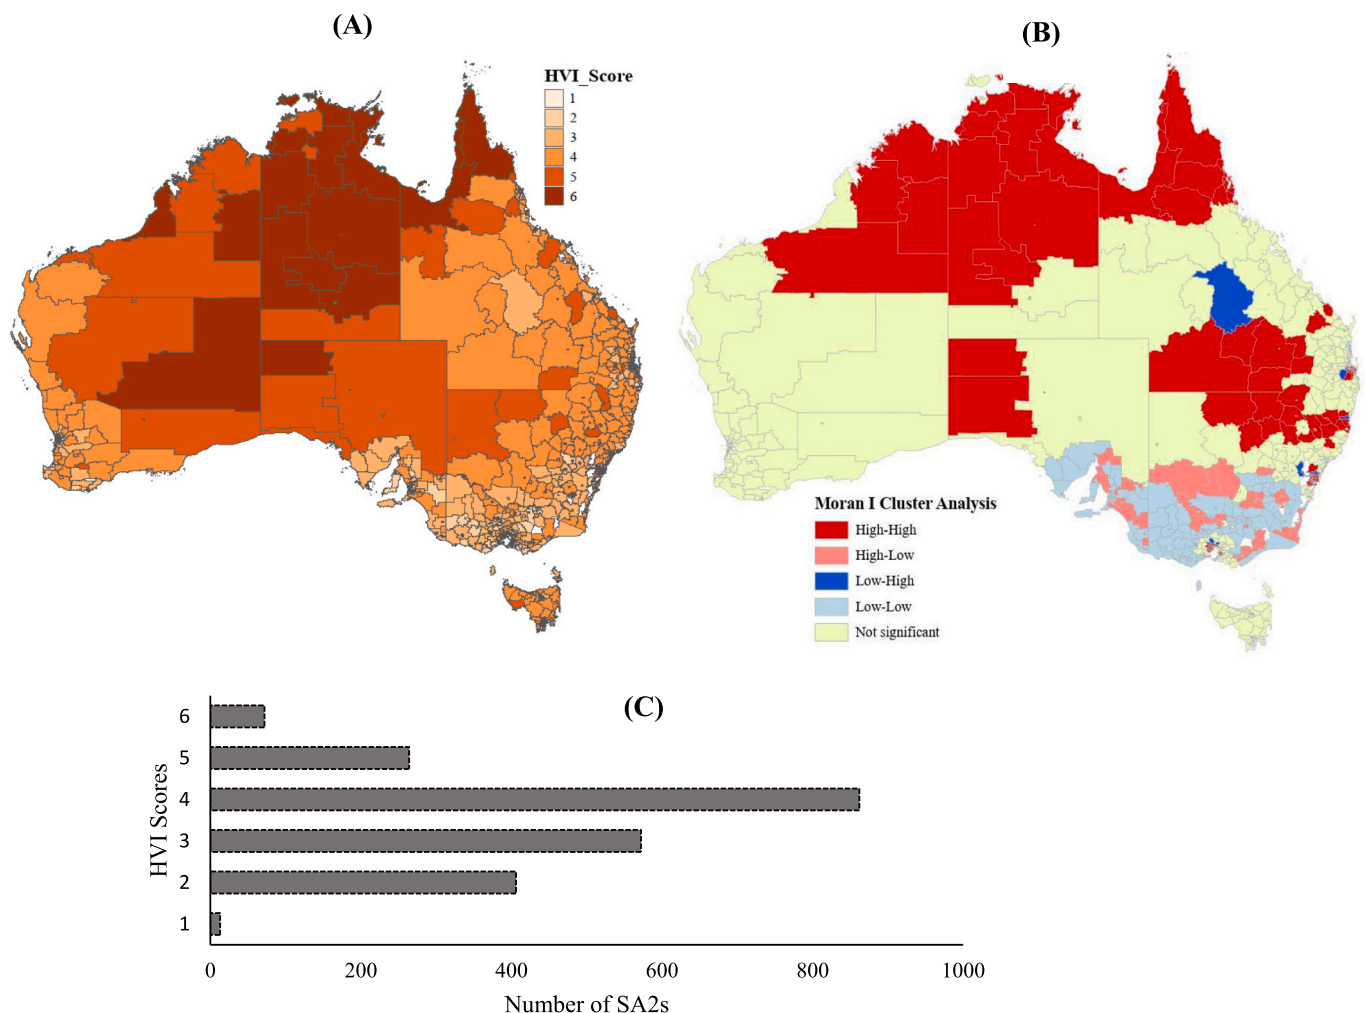 (A)
HVI_Score
1
2
3
4
5
6
(B)
Moran I Cluster Analysis
High-High
High-Low
Low-High
Low-Low
Not significant
(C)
HVI Scores
6
5
4
3
2
1
0 200 400 600 800 1000
Number of SA2s